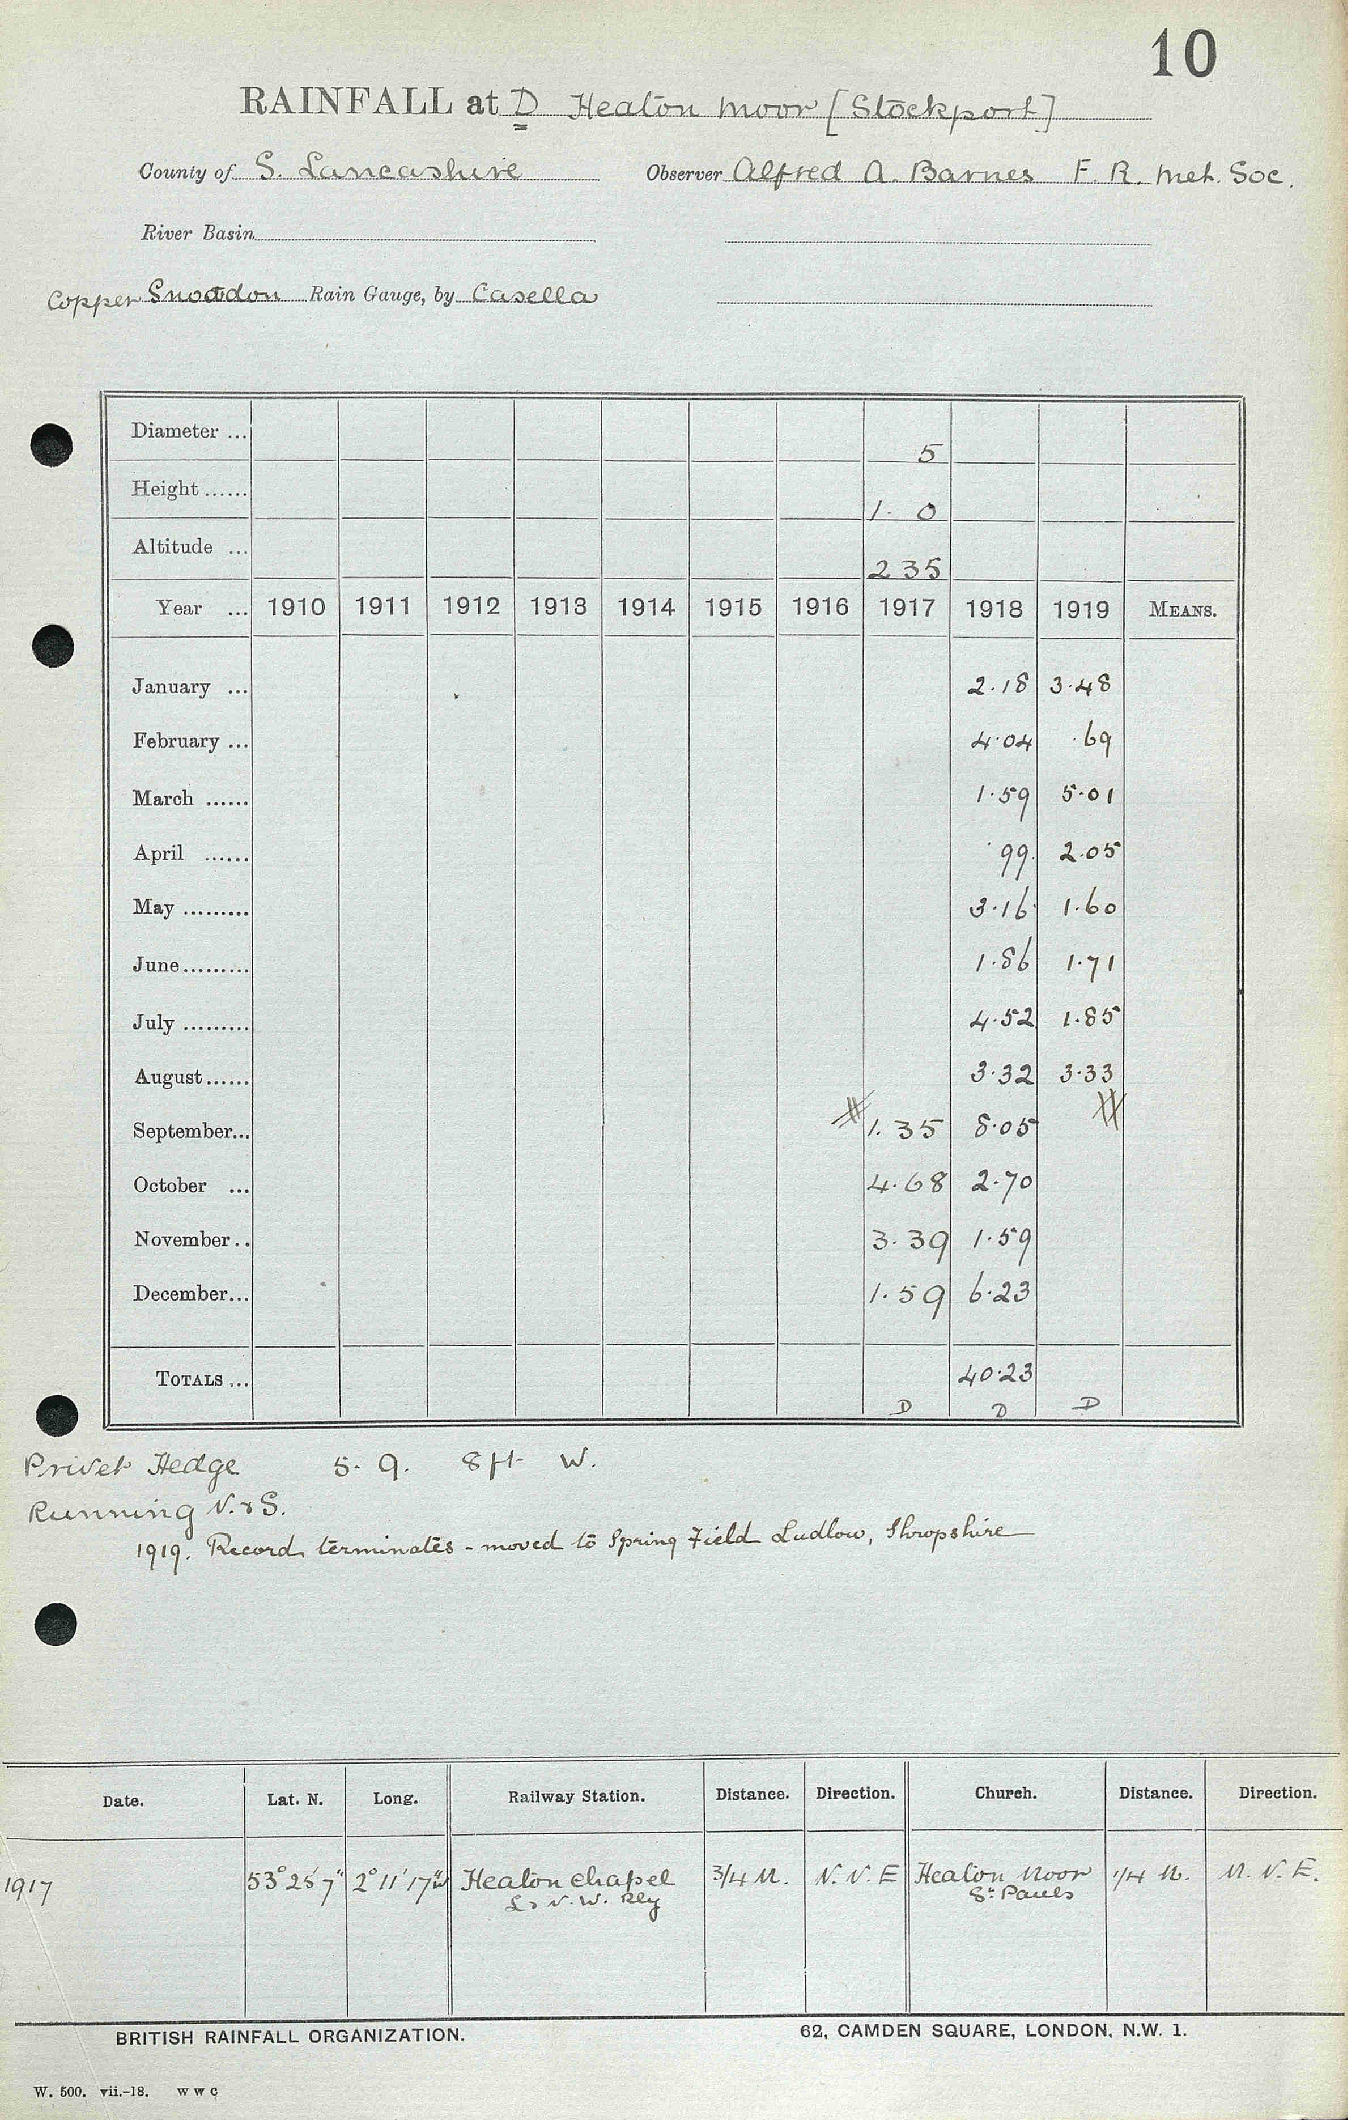 10
RAINFALL at D Heaton Moor [Stockport]
County of S. Lancashire Observer Alfred A. Barnes F. R. Met. Soc.
River Basin
Copper Snowdon Rain Gauge, by Casella
Diameter ... 5
Height ...... 1. 0
Altitude ... 235
Year ... 1910 1911 1912 1913 1914 1915 1916 1917 1918 1919 MEANS.
January ... 2.18 3.48
February ... 4.04 .69
March ...... 1.59 5.01
April ...... .99 2.05
May ......... 3.16 1.60
June ......... 1.86 1.71
July ......... 4.52 1.85
August ...... 3.32 3.33
September... 1.35 8.05
October ... 4.68 2.70
November .. 3.39 1.59
December... 1.59 6.23
TOTALS ... 40.23
D D D
Privet Hedge 5. 9. 8 ft. W.
Running N. & S.
1919. Record terminates - moved to Spring Field Ludlow, Shropshire
Date. Lat. N. Long. Railway Station. Distance. Direction. Church. Distance. Direction.
1917 53° 25' 7" 2° 11' 17" W Heaton Chapel 3/4 M. N. N. E Heaton Moor 1/4 M. N. N. E.
L & N. W. Rly St. Pauls
BRITISH RAINFALL ORGANIZATION. 62, CAMDEN SQUARE, LONDON, N.W. 1.
W. 500. vii.-18. W W C